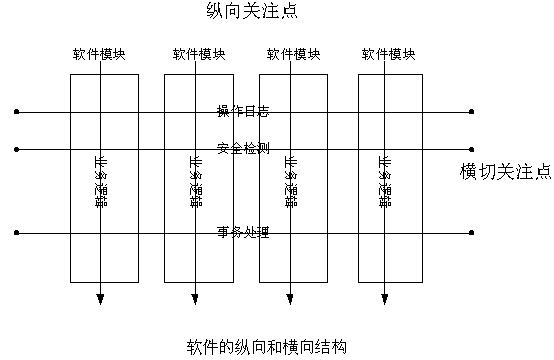 纵向关注点
软件模块 软件模块 软件模块 软件模块
操作日志
安全检测
业务逻辑 业务逻辑 业务逻辑 业务逻辑
横切关注点
事务处理
软件的纵向和横向结构